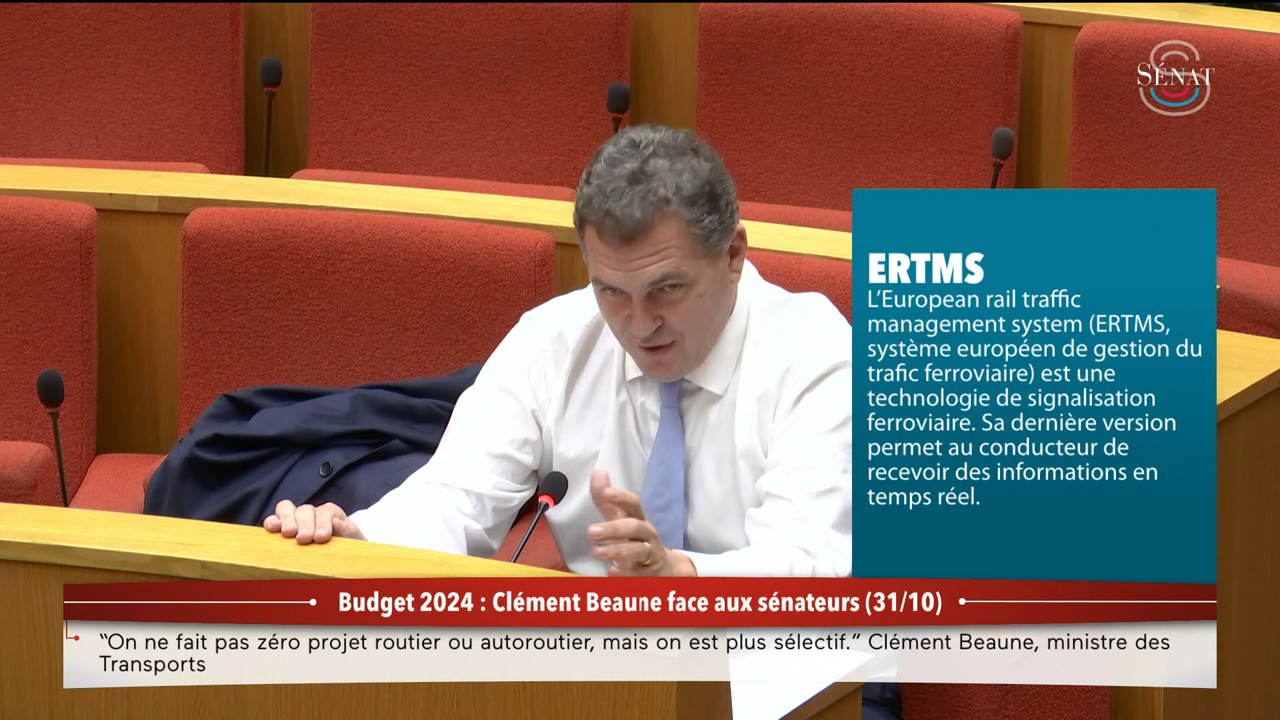 SÉNAT
ERTMS
L'European rail traffic
management system (ERTMS,
système européen de gestion du
trafic ferroviaire) est une
technologie de signalisation
ferroviaire. Sa dernière version
permet au conducteur de
recevoir des informations en
temps réel.
Budget 2024 : Clément Beaune face aux sénateurs (31/10)
“On ne fait pas zéro projet routier ou autoroutier, mais on est plus sélectif.” Clément Beaune, ministre des
Transports